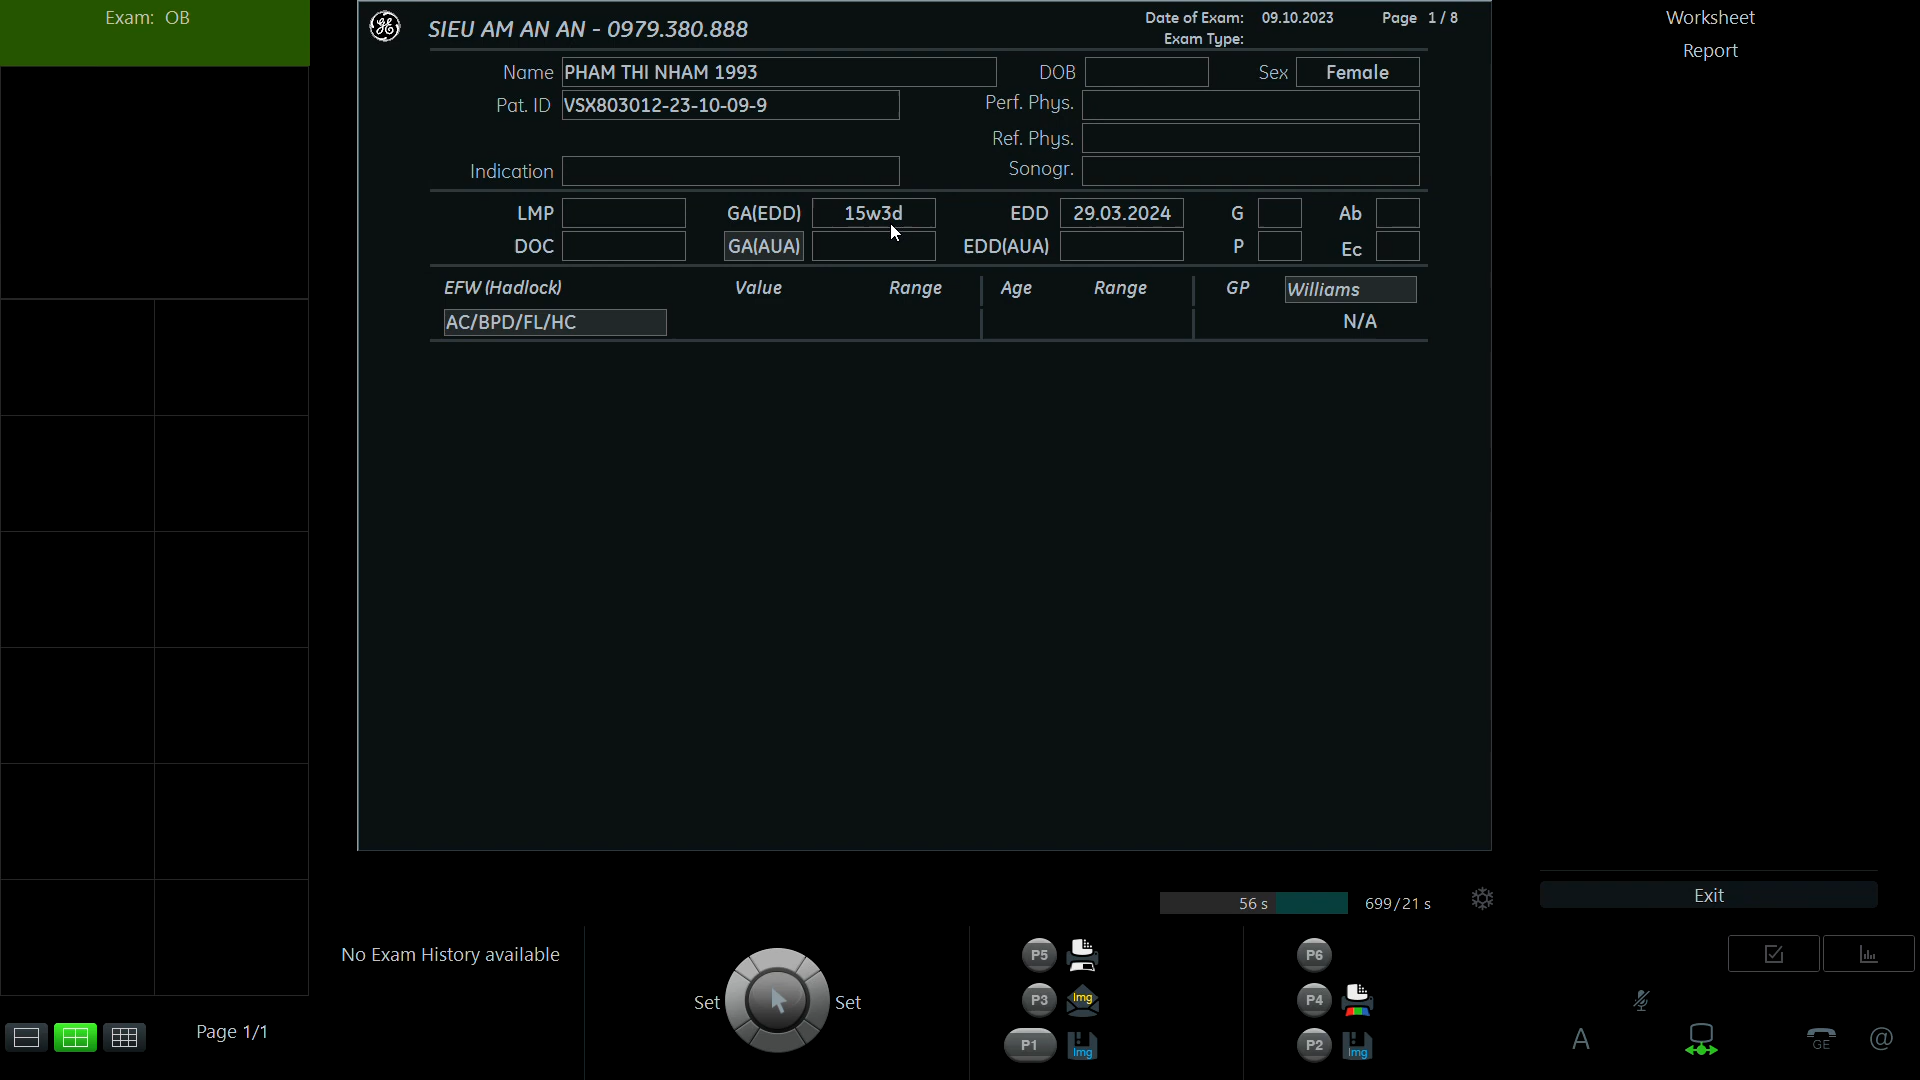 Exam: OB
SIEU AM AN AN - 0979.380.888
Date of Exam: 09.10.2023 Page 1 / 8
Exam Type:
Name PHAM THI NHAM 1993 DOB Sex Female
Pat. ID VSX803012-23-10-09-9 Perf. Phys.
Ref. Phys.
Indication Sonogr.
LMP GA(EDD) 15w3d EDD 29.03.2024 G Ab
DOC GA(AUA) EDD(AUA) P Ec
EFW (Hadlock) Value Range Age Range GP Williams
AC/BPD/FL/HC N/A
Worksheet
Report
56 s 699/21 s
Exit
No Exam History available
Set Set
P5 P6
P3 Img P4
P1 Img P2 Img
Page 1/1
A GE @